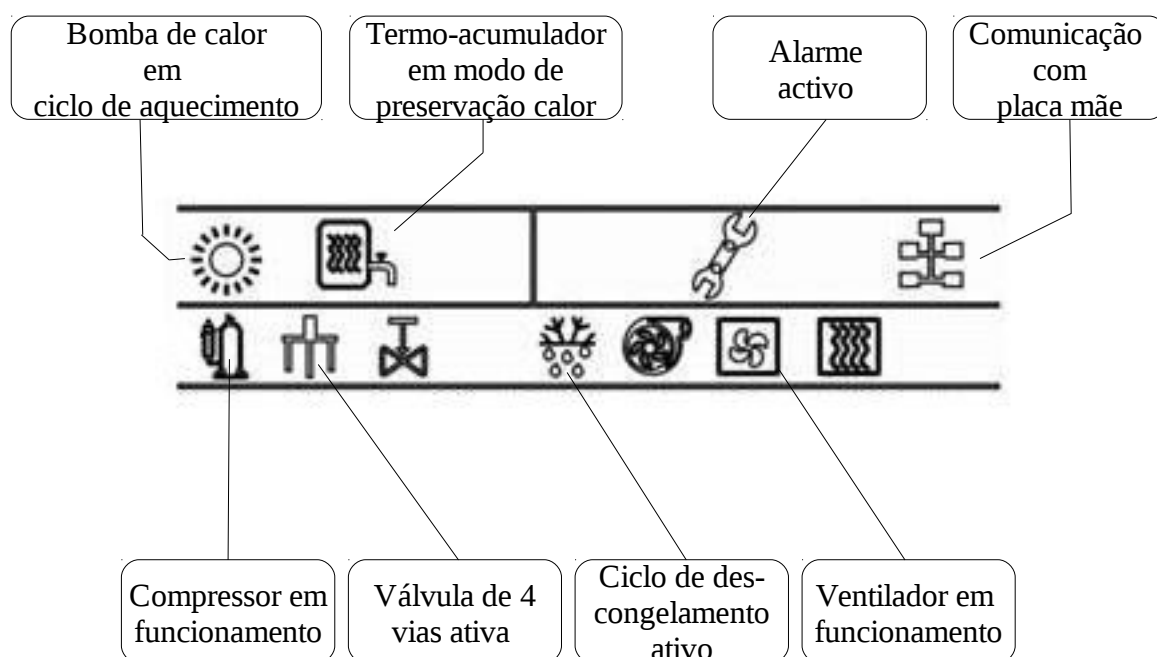 Bomba de calor
em
ciclo de aquecimento
Termo-acumulador
em modo de
preservação calor
Alarme
activo
Comunicação
com
placa mãe
Compressor em
funcionamento
Válvula de 4
vias ativa
Ciclo de des-
congelamento
ativo
Ventilador em
funcionamento